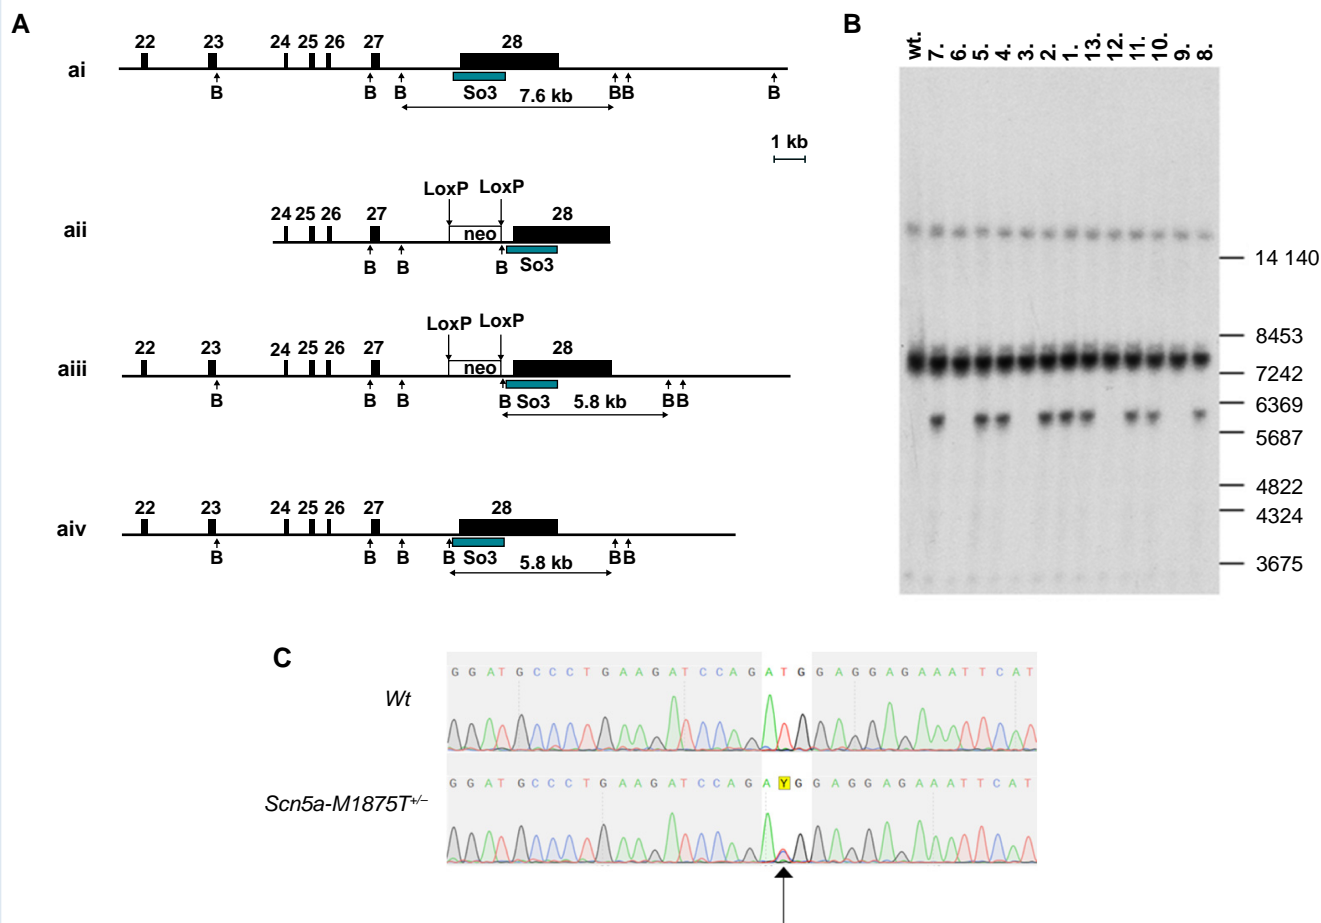 A
22 23 24 25 26 27 28
ai
B B B So3 BB B
7.6 kb
1 kb
LoxP LoxP
24 25 26 27 28
aii
neo
B B B So3
LoxP LoxP
22 23 24 25 26 27 28
aiii
neo
B B B B So3 5.8 kb BB
22 23 24 25 26 27 28
aiv
B B B B So3 BB
5.8 kb
B
wt. 7. 6. 5. 4. 3. 2. 1. 13. 12. 11. 10. 9. 8.
14 140
8453
7242
6369
5687
4822
4324
3675
C
G G A T G C C C T G A A G A T C C A G A T G G A G G A G A A A T T C A T
Wt
G G A T G C C C T G A A G A T C C A G A Y G G A G G A G A A A T T C A T
Scn5a-M1875T+/–